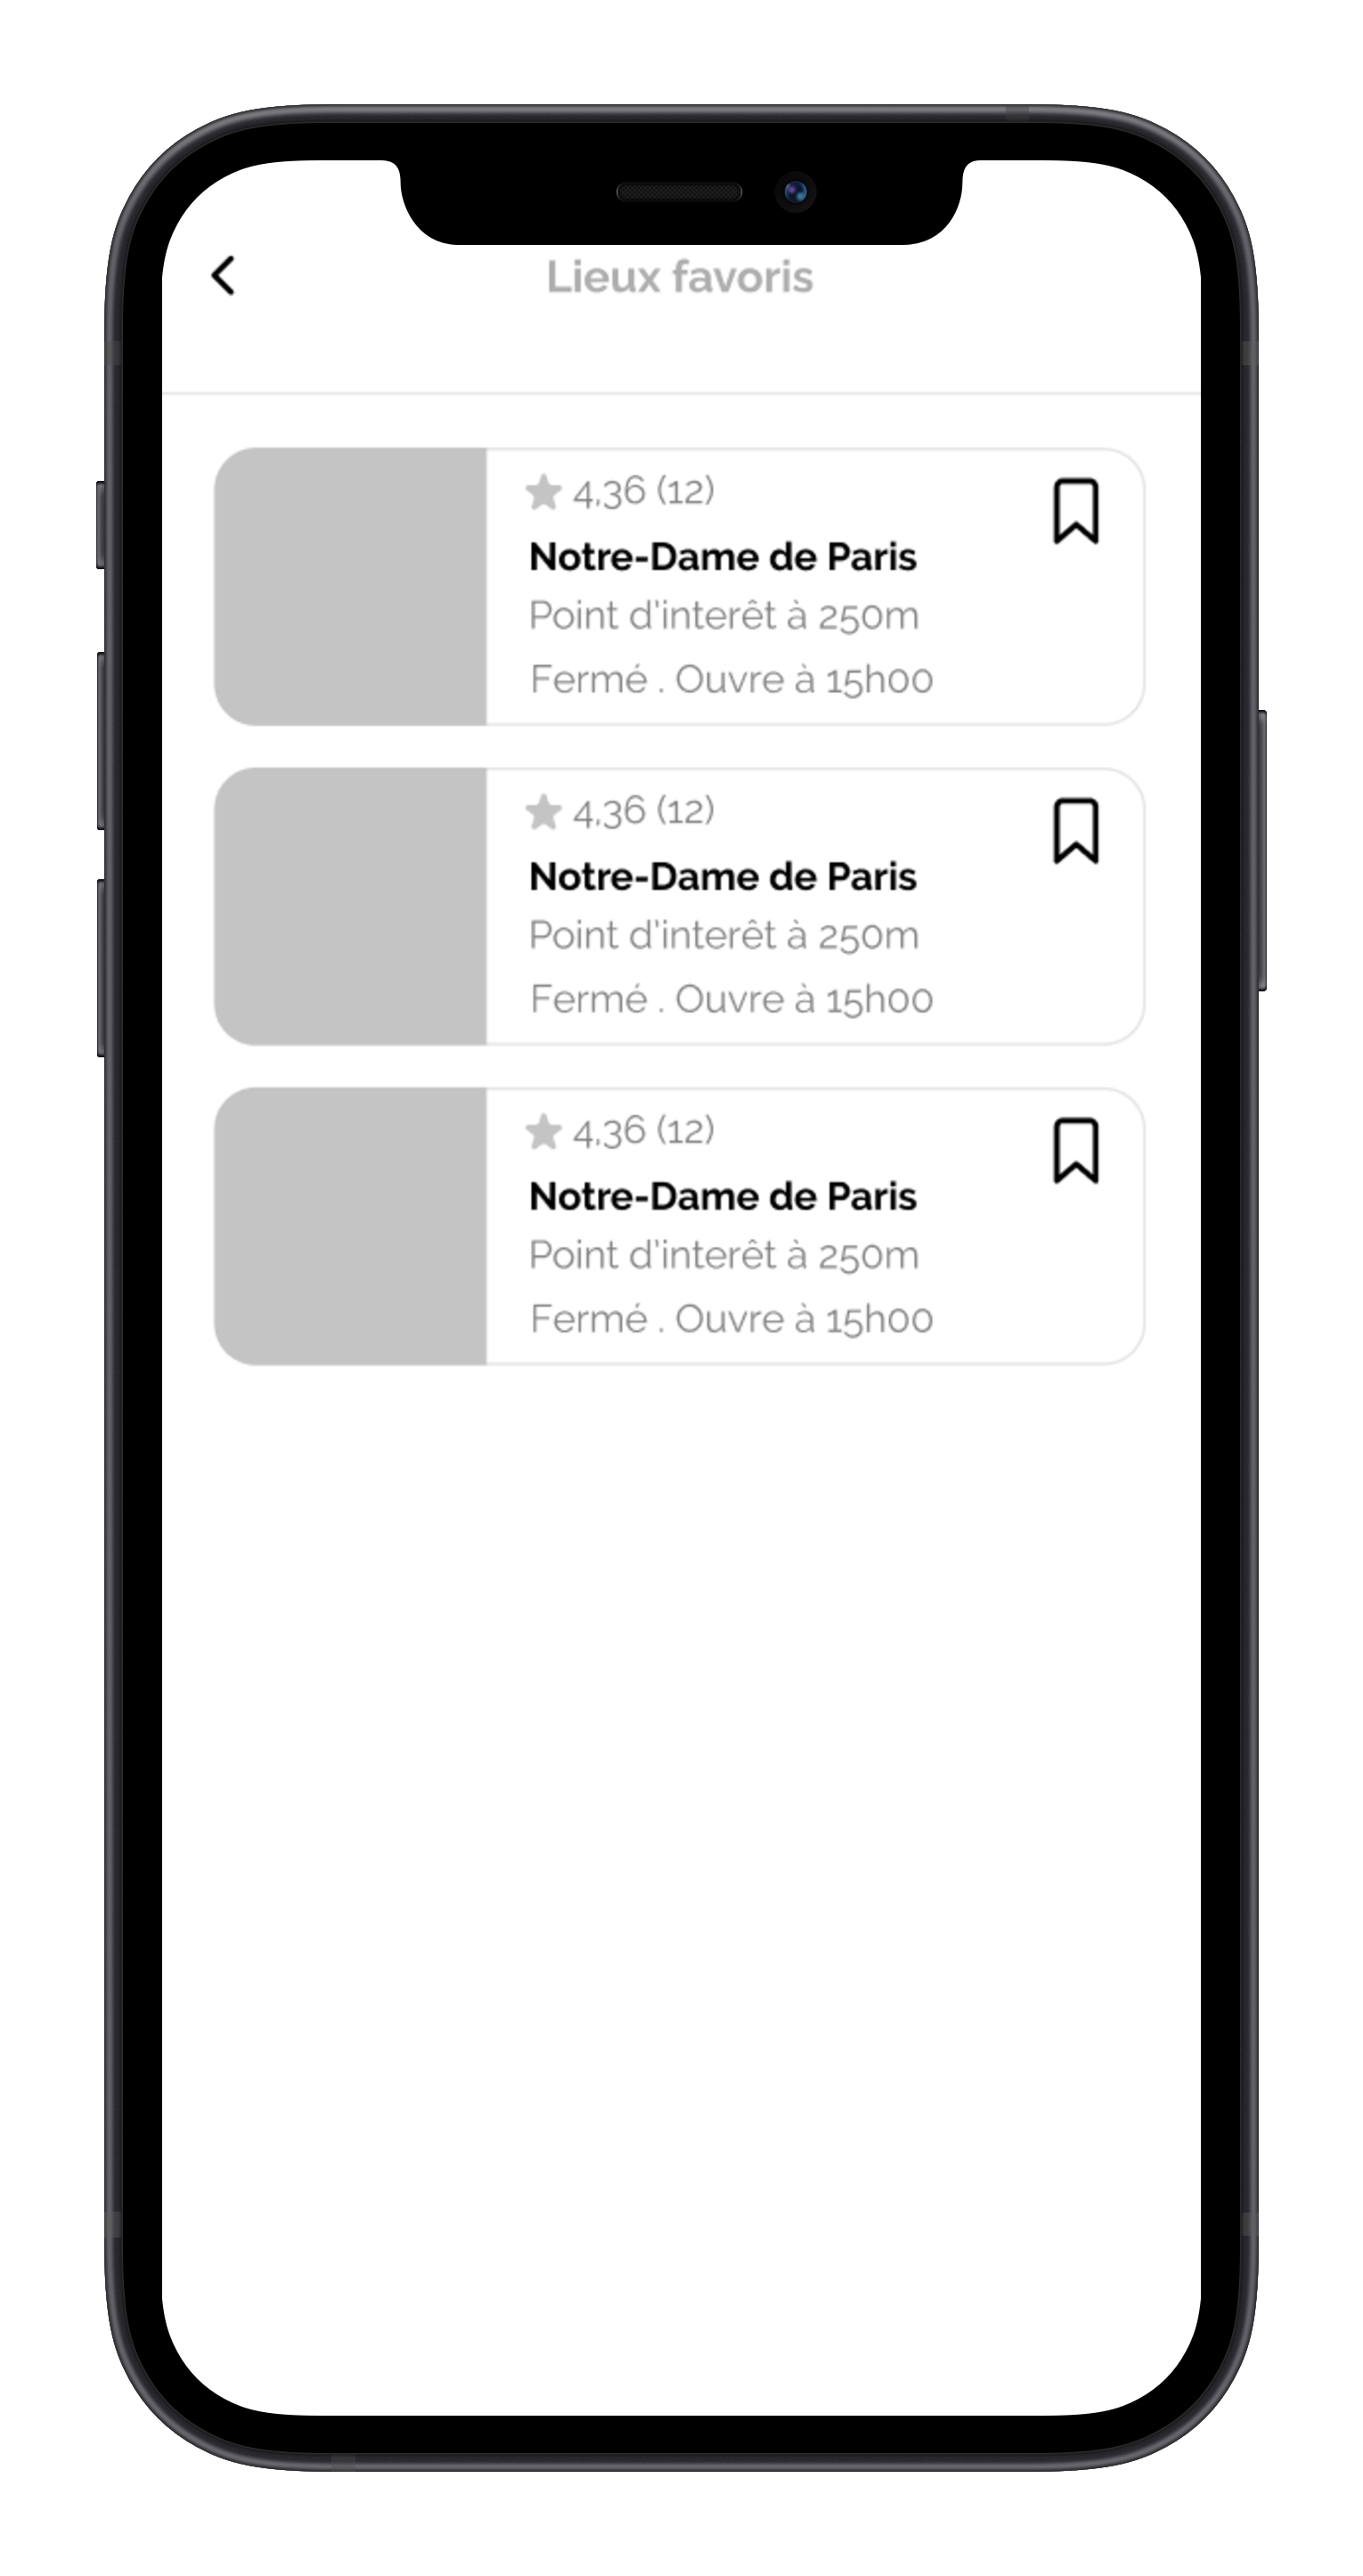 Lieux favoris
4,36 (12)
Notre-Dame de Paris
Point d'interêt à 250m
Fermé . Ouvre à 15h00
4,36 (12)
Notre-Dame de Paris
Point d'interêt à 250m
Fermé . Ouvre à 15h00
4,36 (12)
Notre-Dame de Paris
Point d'interêt à 250m
Fermé . Ouvre à 15h00